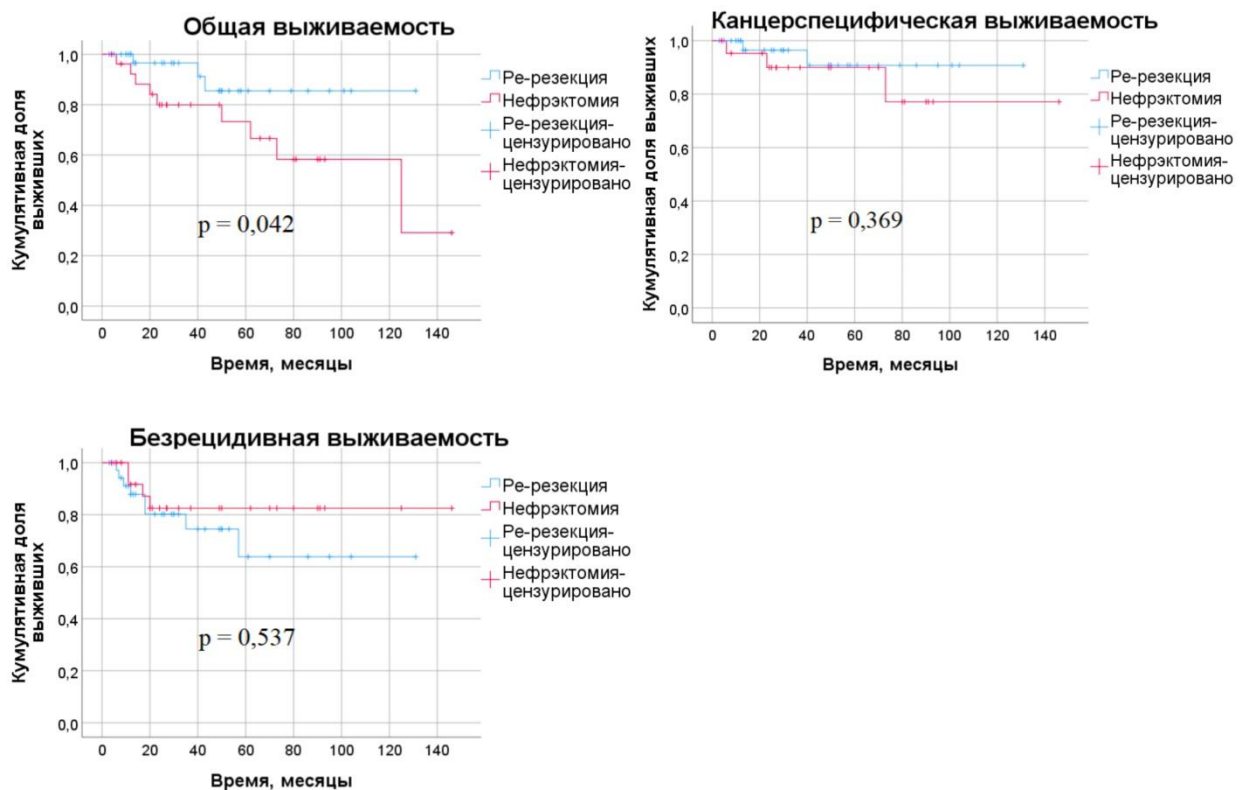 Общая выживаемость
Кумулятивная доля
выживших
1,0
0,8
0,6
0,4
0,2
0,0
p = 0,042
0 20 40 60 80 100 120 140
Время, месяцы
Ре-резекция
Нефрэктомия
Ре-резекция-
цензурировано
Нефрэктомия-
цензурировано
Канцерспецифическая выживаемость
Кумулятивная доля выживших
1,0
0,8
0,6
0,4
0,2
0,0
p = 0,369
0 20 40 60 80 100 120 140
Время, месяцы
Ре-резекция
Нефрэктомия
Ре-резекция-
цензурировано
Нефрэктомия-
цензурировано
Безрецидивная выживаемость
Кумулятивная доля
выживших
1,0
0,8
0,6
0,4
0,2
0,0
p = 0,537
0 20 40 60 80 100 120 140
Время, месяцы
Ре-резекция
Нефрэктомия
Ре-резекция-
цензурировано
Нефрэктомия-
цензурировано